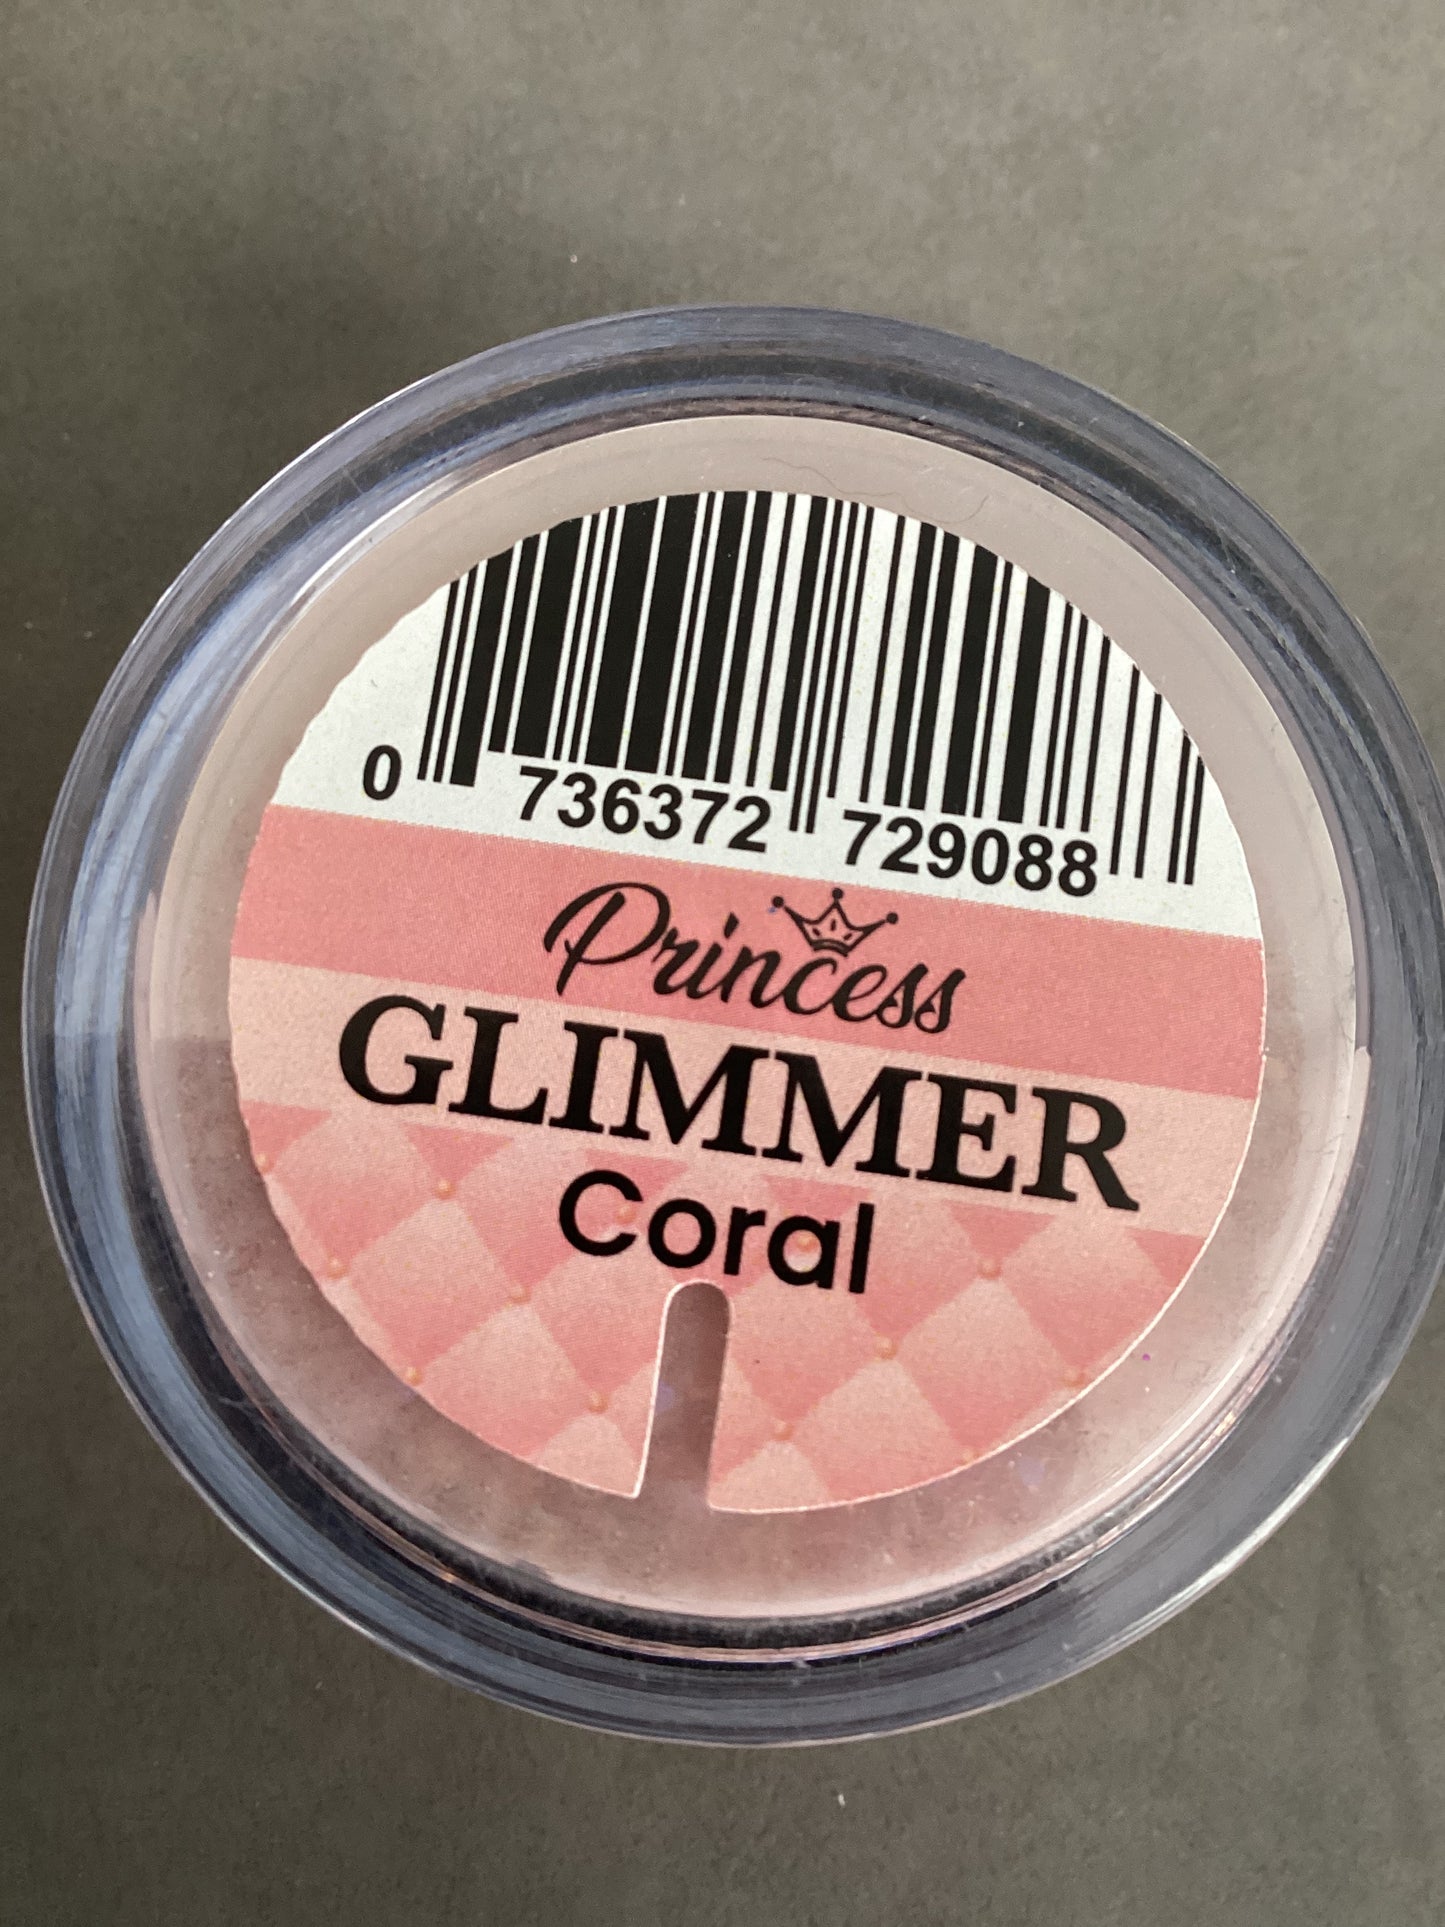 0 736372 729088
Princess
GLIMMER
Coral